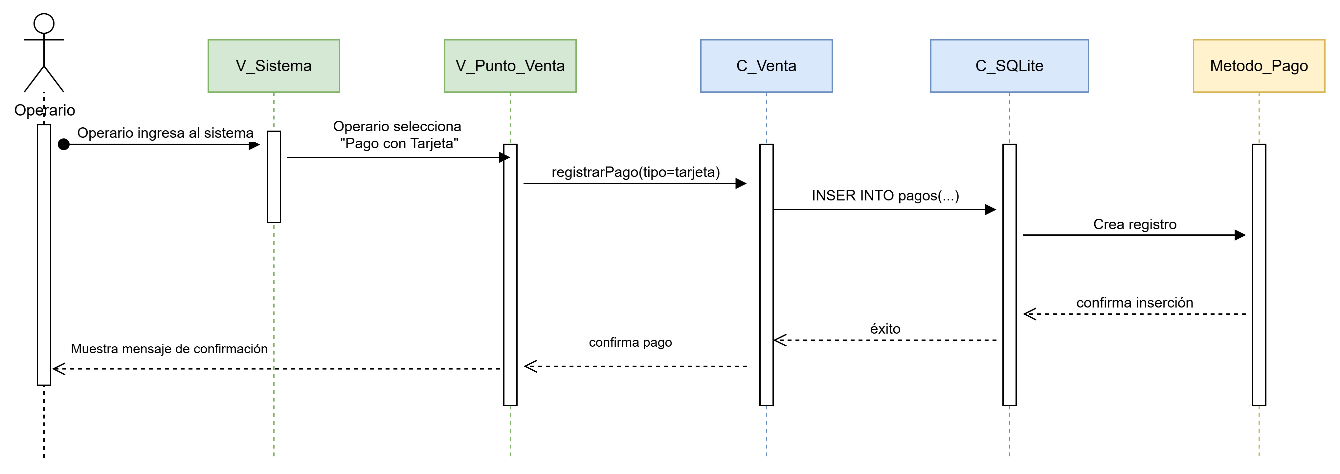 V_Sistema
V_Punto_Venta
C_Venta
C_SQLite
Metodo_Pago
Operario
Operario ingresa al sistema
Operario selecciona
"Pago con Tarjeta"
registrarPago(tipo=tarjeta)
INSER INTO pagos(...)
Crea registro
confirma inserción
éxito
confirma pago
Muestra mensaje de confirmación